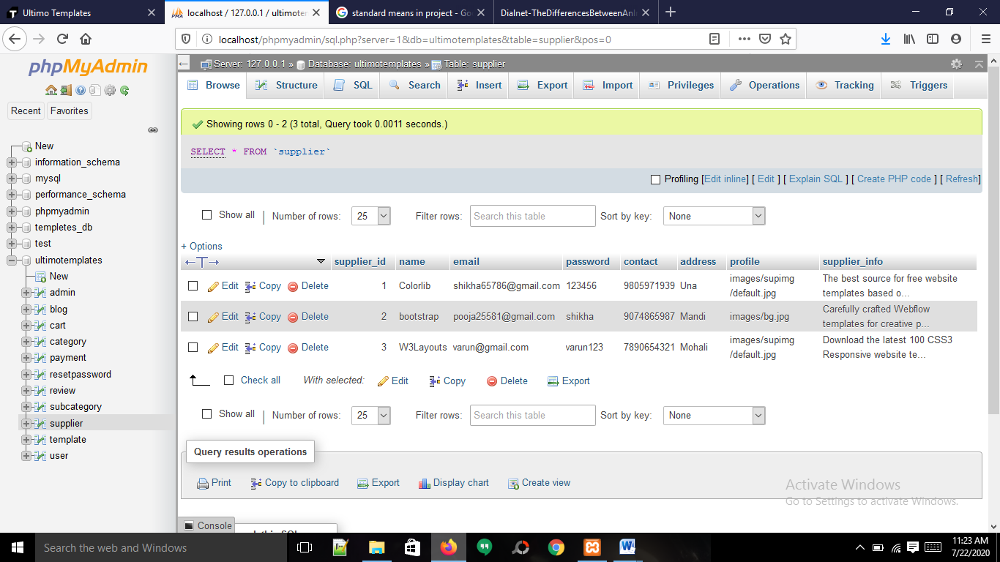 Ultimo Templates
localhost / 127.0.0.1 / ultimote
standard means in project - Go
Dialnet-TheDifferencesBetweenAn
localhost/phpmyadmin/sql.php?server=1&db=ultimotemplates&table=supplier&pos=0
phpMyAdmin
Recent Favorites
New
information_schema
mysql
performance_schema
phpmyadmin
templetes_db
test
ultimotemplates
New
admin
blog
cart
category
payment
resetpassword
review
subcategory
supplier
template
user
Server: 127.0.0.1 » Database: ultimotemplates » Table: supplier
Browse Structure SQL Search Insert Export Import Privileges Operations Tracking Triggers
Showing rows 0 - 2 (3 total, Query took 0.0011 seconds.)
SELECT * FROM `supplier`
Profiling [Edit inline] [ Edit ] [ Explain SQL ] [ Create PHP code ] [ Refresh]
Show all | Number of rows: 25 Filter rows: Search this table Sort by key: None
+ Options
←T→ supplier_id name email password contact address profile supplier_info
Edit Copy Delete 1 Colorlib shikha65786@gmail.com 123456 9805971939 Una images/supimg/default.jpg The best source for free website templates based o...
Edit Copy Delete 2 bootstrap pooja25581@gmail.com shikha 9074865987 Mandi images/bg.jpg Carefully crafted Webflow templates for creative p...
Edit Copy Delete 3 W3Layouts varun@gmail.com varun123 7890654321 Mohali images/supimg/default.jpg Download the latest 100 CSS3 Responsive website te...
Check all With selected: Edit Copy Delete Export
Show all | Number of rows: 25 Filter rows: Search this table Sort by key: None
Query results operations
Print Copy to clipboard Export Display chart Create view
Activate Windows
Go to Settings to activate Windows.
Console
Search the web and Windows
11:23 AM
7/22/2020